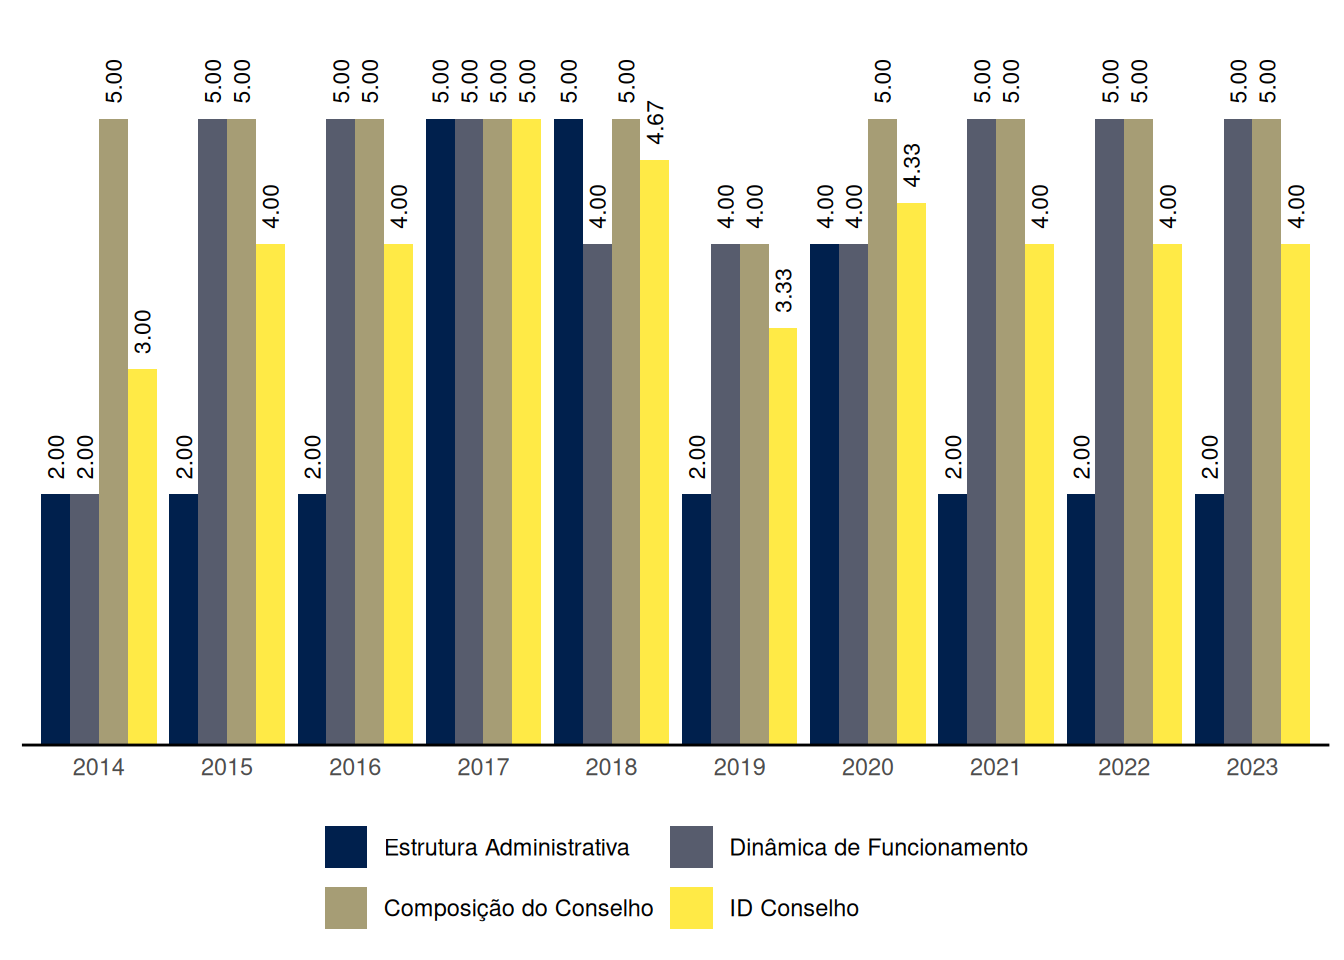 5.00 5.00 5.00 5.00 5.00 5.00 5.00 5.00 5.00 5.00 5.00 5.00 5.00 5.00 5.00 5.00 5.00 5.00
4.67
4.33
4.00 4.00 4.00 4.00 4.00 4.00 4.00 4.00 4.00 4.00
3.33
3.00
2.00 2.00 2.00 2.00 2.00 2.00 2.00 2.00
2014 2015 2016 2017 2018 2019 2020 2021 2022 2023
Estrutura Administrativa Dinâmica de Funcionamento
Composição do Conselho ID Conselho